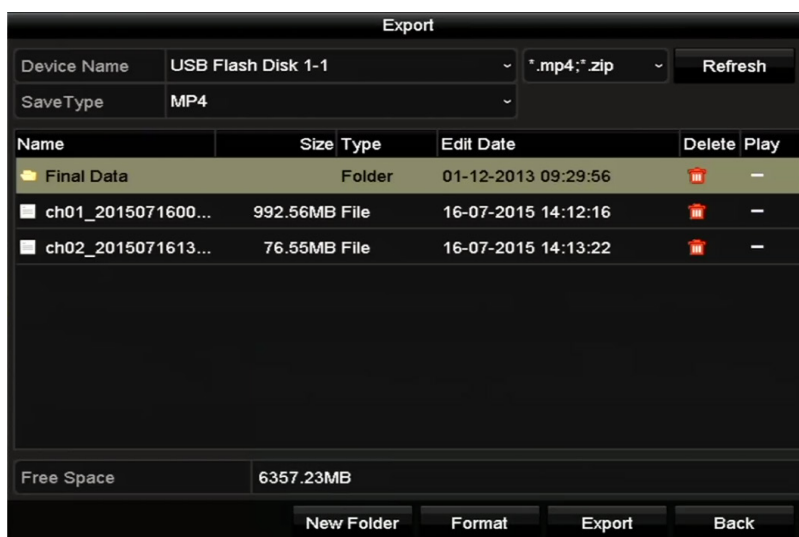 Export
Device Name USB Flash Disk 1-1 *.mp4;*.zip Refresh
SaveType MP4
Name Size Type Edit Date Delete Play
Final Data Folder 01-12-2013 09:29:56
ch01_2015071600... 992.56MB File 16-07-2015 14:12:16
ch02_2015071613... 76.55MB File 16-07-2015 14:13:22
Free Space 6357.23MB
New Folder Format Export Back